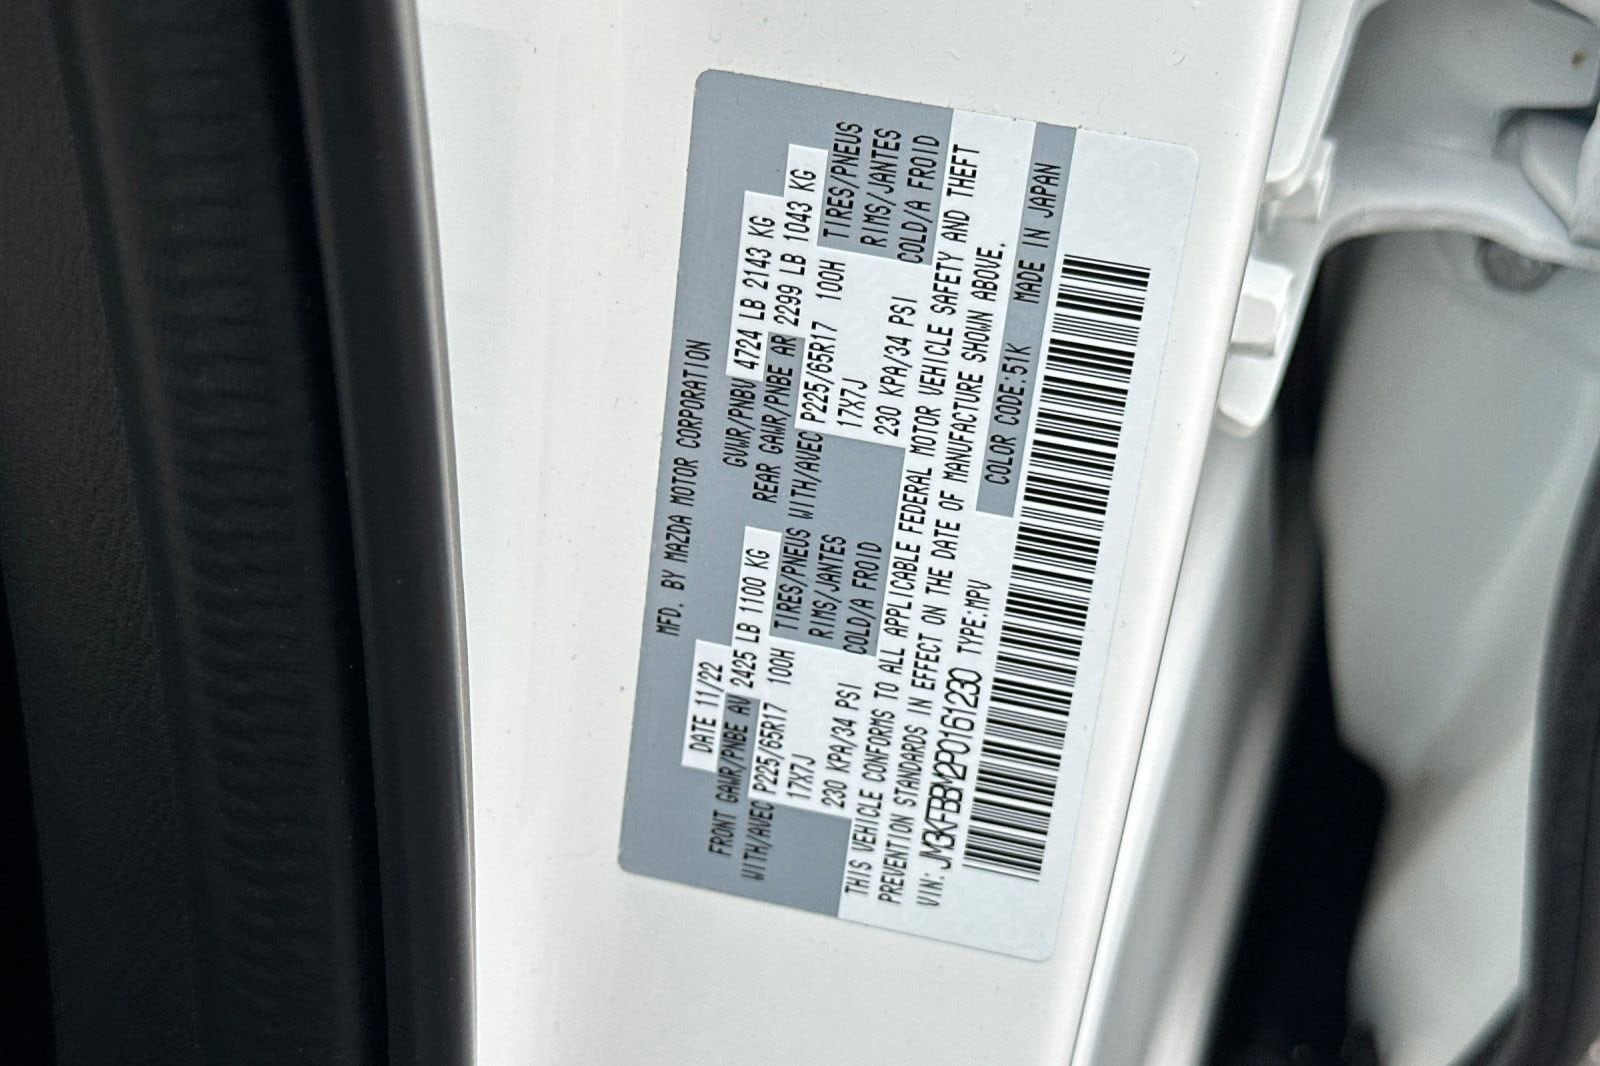 MFD. BY MAZDA MOTOR CORPORATION
DATE 11/22 GVWR/PNBV 4724 LB 2143 KG
FRONT GAWR/PNBE AV 2425 LB 1100 KG REAR GAWR/PNBE AR 2299 LB 1043 KG
WITH/AVEC P225/65R17 100H TIRES/PNEUS WITH/AVEC P225/65R17 100H TIRES/PNEUS
17X7J RIMS/JANTES 17X7J RIMS/JANTES
230 KPA/34 PSI COLD/A FROID 230 KPA/34 PSI COLD/A FROID
THIS VEHICLE CONFORMS TO ALL APPLICABLE FEDERAL MOTOR VEHICLE SAFETY AND THEFT
PREVENTION STANDARDS IN EFFECT ON THE DATE OF MANUFACTURE SHOWN ABOVE.
VIN: JM3KFBBM2P0161230 TYPE:MPV COLOR CODE:51K MADE IN JAPAN